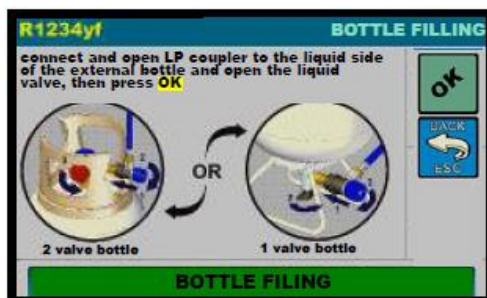 R1234yf BOTTLE FILLING
connect and open LP coupler to the liquid side
of the external bottle and open the liquid
valve, then press OK
OK
BACK
ESC
OR
2 valve bottle
1 valve bottle
BOTTLE FILING